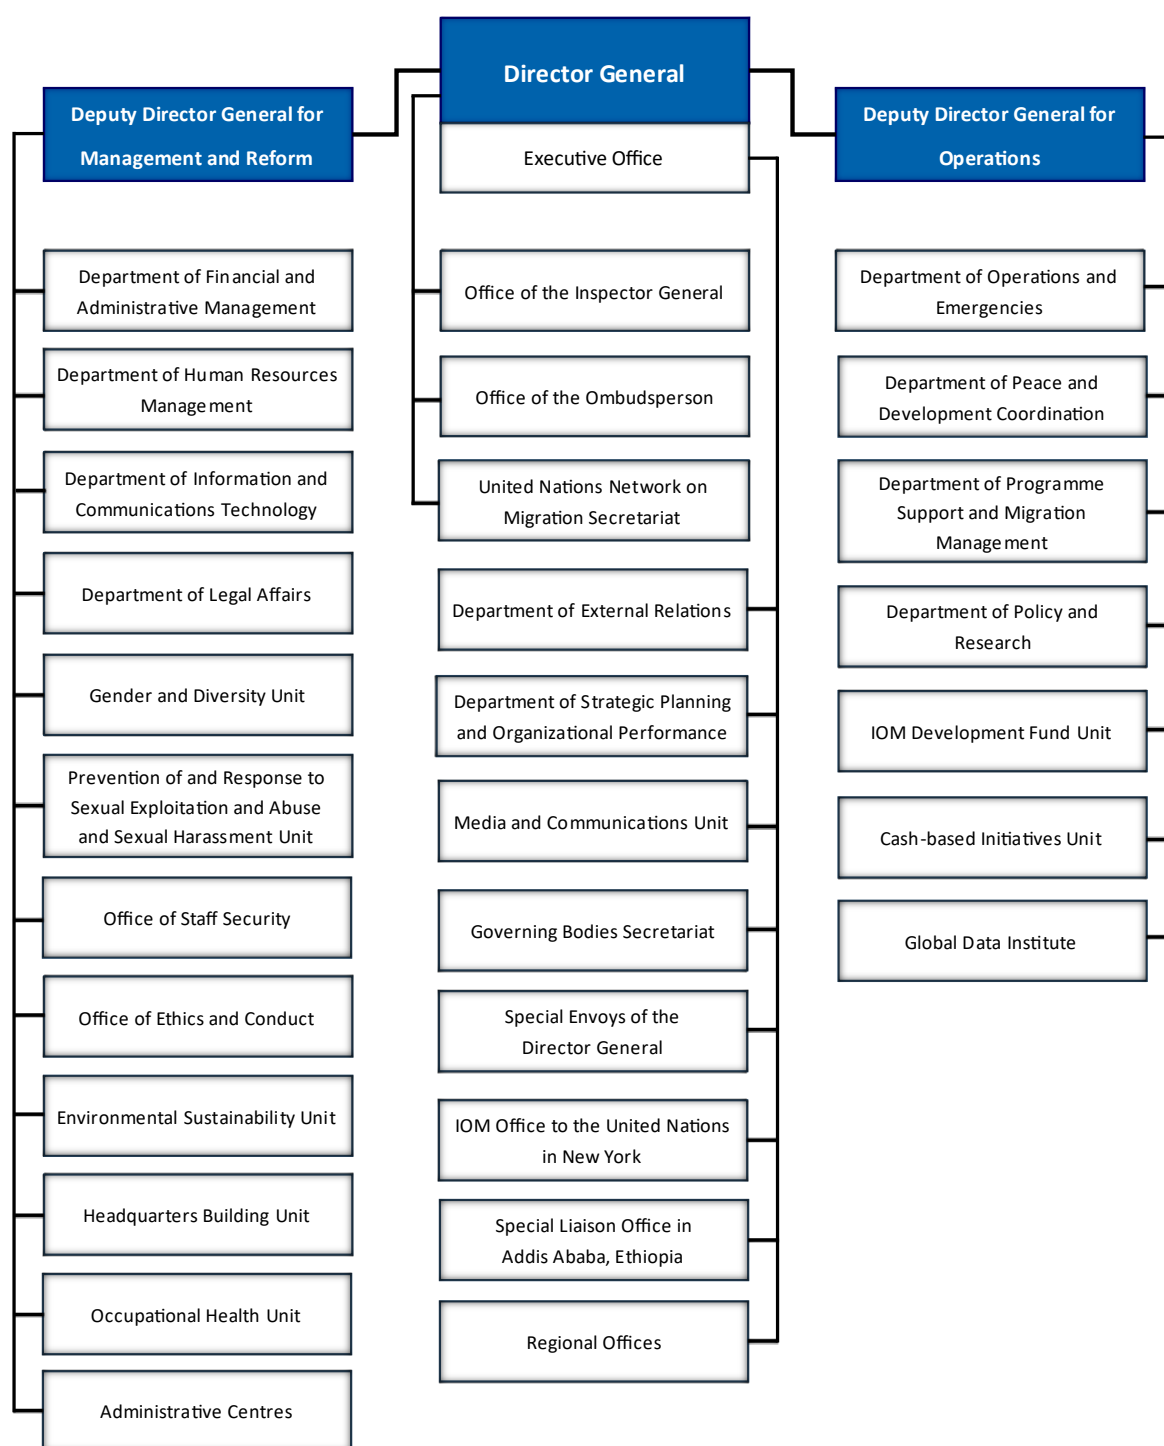 Director General
Executive Office
Deputy Director General for
Management and Reform
Department of Financial and
Administrative Management
Department of Human Resources
Management
Department of Information and
Communications Technology
Department of Legal Affairs
Gender and Diversity Unit
Prevention of and Response to
Sexual Exploitation and Abuse
and Sexual Harassment Unit
Office of Staff Security
Office of Ethics and Conduct
Environmental Sustainability Unit
Headquarters Building Unit
Occupational Health Unit
Administrative Centres
Office of the Inspector General
Office of the Ombudsperson
United Nations Network on
Migration Secretariat
Department of External Relations
Department of Strategic Planning
and Organizational Performance
Media and Communications Unit
Governing Bodies Secretariat
Special Envoys of the
Director General
IOM Office to the United Nations
in New York
Special Liaison Office in
Addis Ababa, Ethiopia
Regional Offices
Deputy Director General for
Operations
Department of Operations and
Emergencies
Department of Peace and
Development Coordination
Department of Programme
Support and Migration
Management
Department of Policy and
Research
IOM Development Fund Unit
Cash-based Initiatives Unit
Global Data Institute